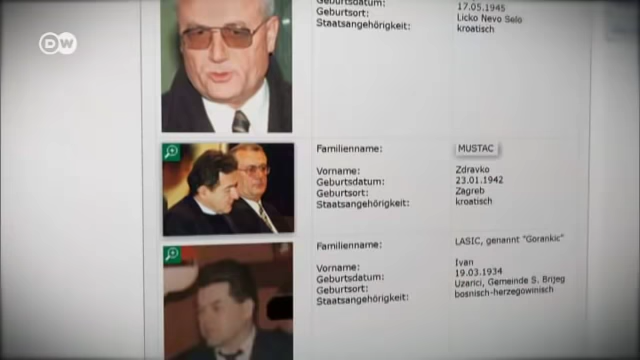 DW
Geburtsdatum: 17.05.1945
Geburtsort: Licko Novo Selo
Staatsangehörigkeit: kroatisch
Familienname: MUSTAC
Vorname: Zdravko
Geburtsdatum: 23.01.1942
Geburtsort: Zagreb
Staatsangehörigkeit: kroatisch
Familienname: LASIC, genannt "Gorankic"
Vorname: Ivan
Geburtsdatum: 19.03.1934
Geburtsort: Uzarici, Gemeinde S. Brijeg
Staatsangehörigkeit: bosnisch-herzegowinisch